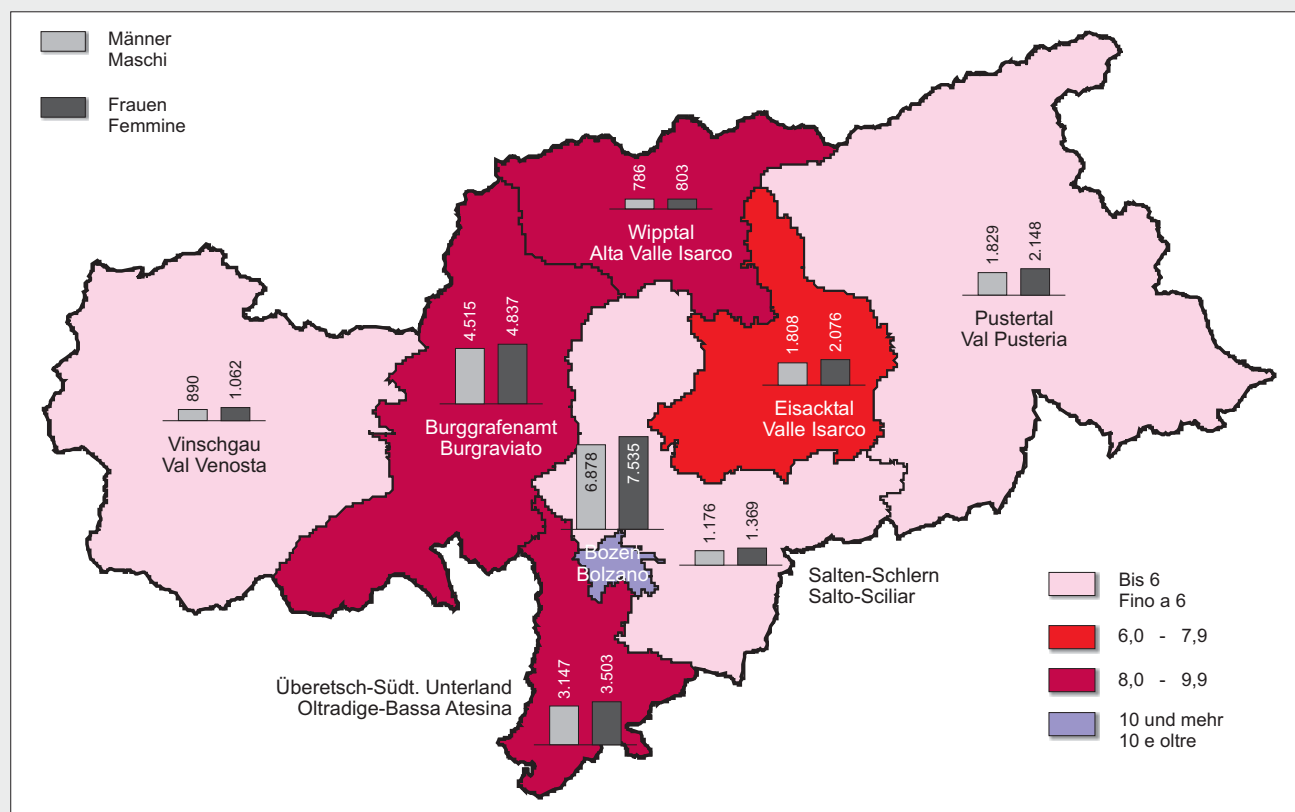 Männer
Maschi
Frauen
Femmine
786
803
Wipptal
Alta Valle Isarco
1.829
2.148
Pustertal
Val Pusteria
4.515
4.837
Burggrafenamt
Burgraviato
1.808
2.076
Eisacktal
Valle Isarco
890
1.062
Vinschgau
Val Venosta
6.878
7.535
Bozen
Bolzano
1.176
1.369
Salten-Schlern
Salto-Sciliar
3.147
3.503
Überetsch-Südt. Unterland
Oltradige-Bassa Atesina
Bis 6
Fino a 6
6,0 - 7,9
8,0 - 9,9
10 und mehr
10 e oltre